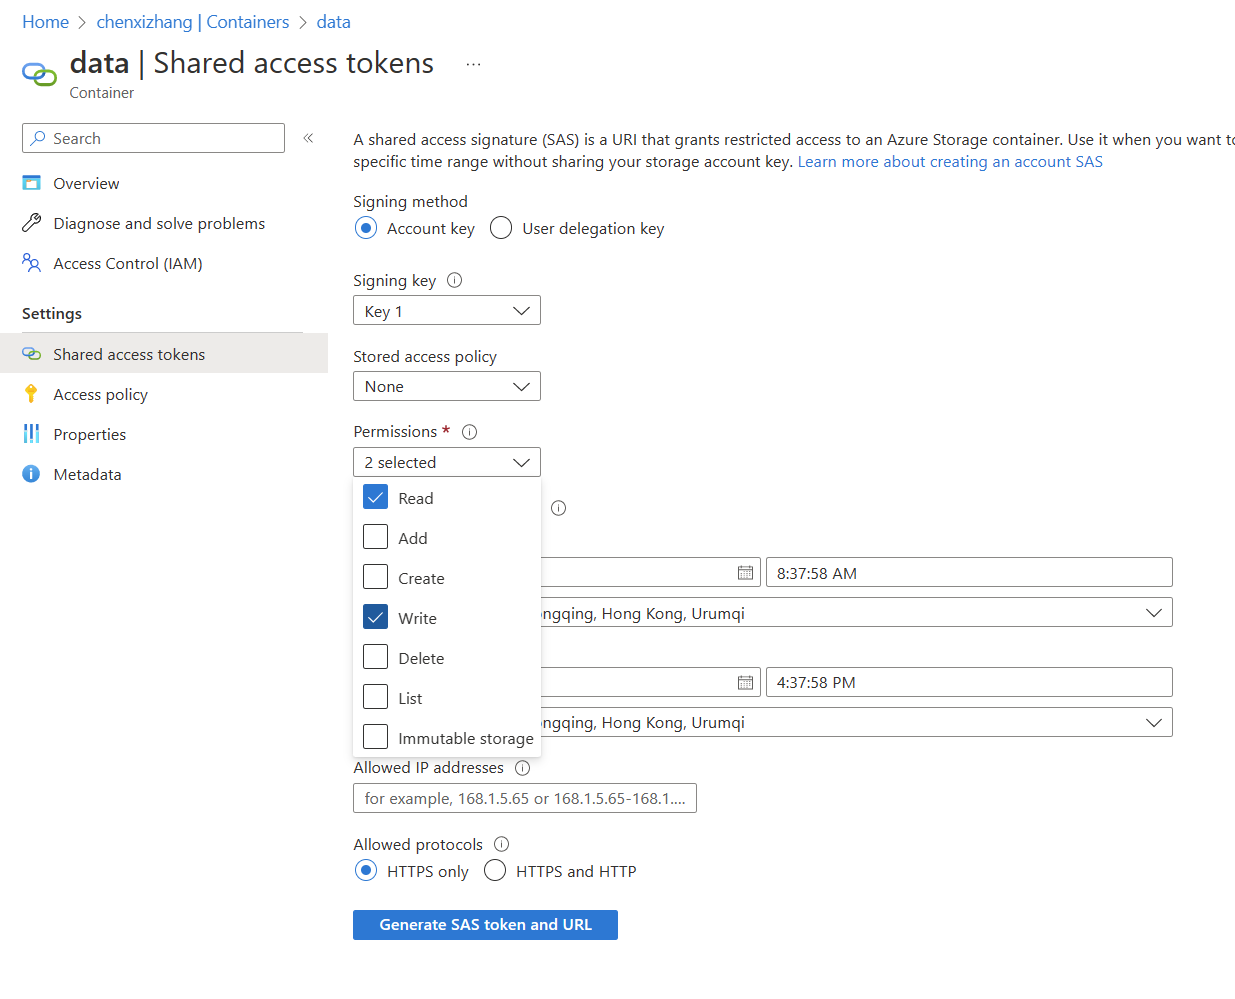 Home > chenxizhang | Containers > data
data | Shared access tokens ...
Container
Search «
Overview
Diagnose and solve problems
Access Control (IAM)
Settings
Shared access tokens
Access policy
Properties
Metadata
A shared access signature (SAS) is a URI that grants restricted access to an Azure Storage container. Use it when you want to
specific time range without sharing your storage account key. Learn more about creating an account SAS
Signing method
Account key User delegation key
Signing key
Key 1
Stored access policy
None
Permissions *
2 selected
Read
Add
Create
Write
Delete
List
Immutable storage
8:37:58 AM
ongqing, Hong Kong, Urumqi
4:37:58 PM
ongqing, Hong Kong, Urumqi
Allowed IP addresses
for example, 168.1.5.65 or 168.1.5.65-168.1....
Allowed protocols
HTTPS only HTTPS and HTTP
Generate SAS token and URL